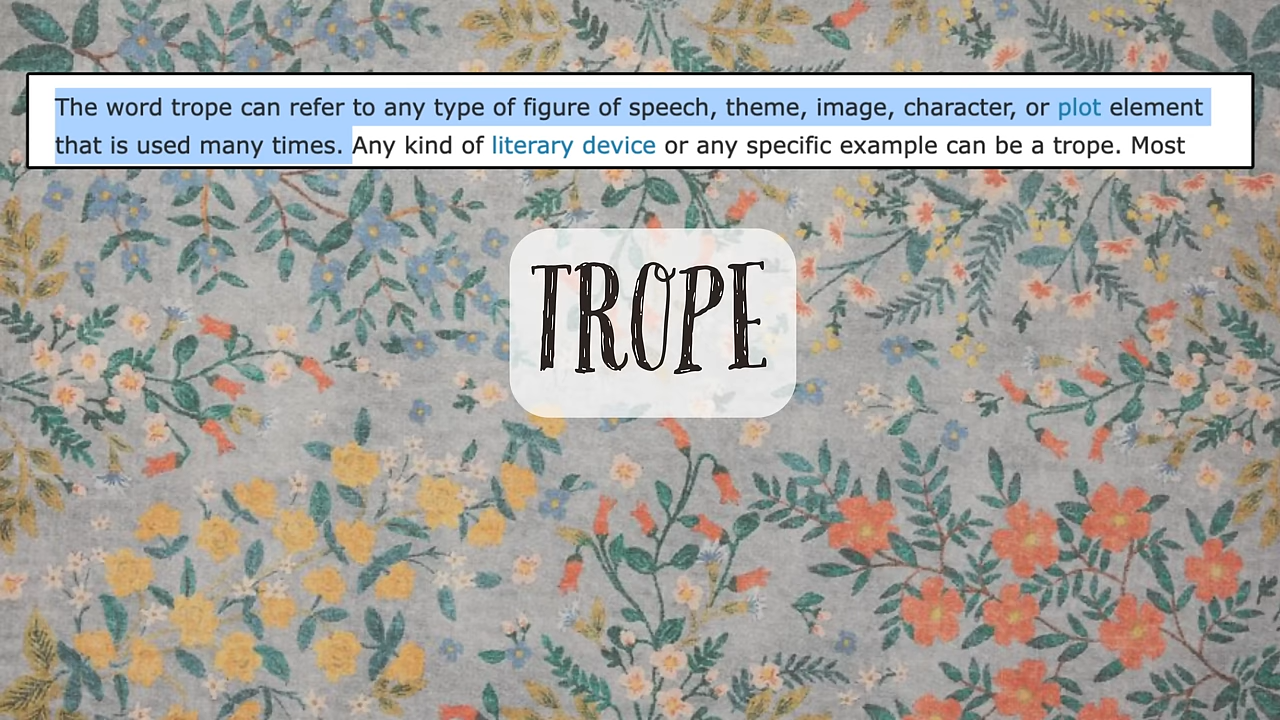 The word trope can refer to any type of figure of speech, theme, image, character, or plot element
that is used many times. Any kind of literary device or any specific example can be a trope. Most
TROPE